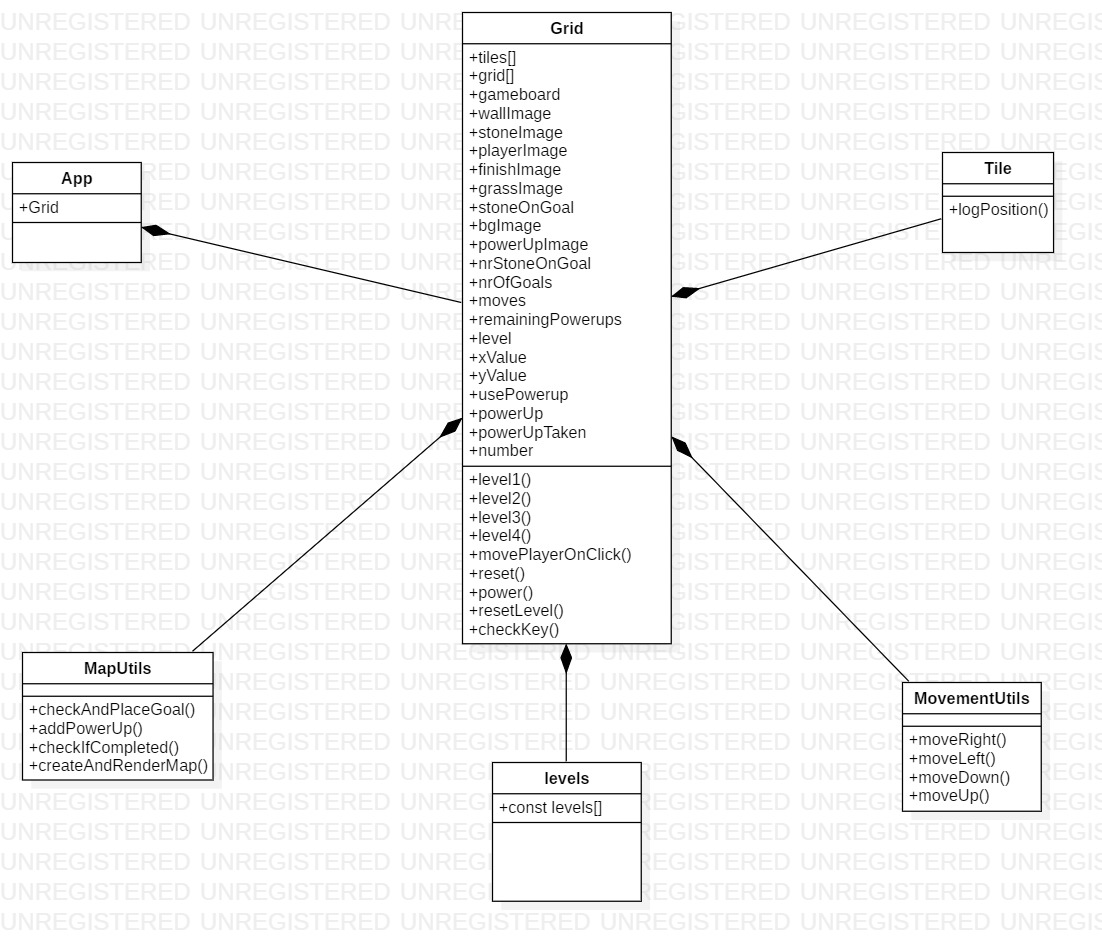 Grid
+tiles[]
+grid[]
+gameboard
+wallImage
+stoneImage
+playerImage
+finishImage
+grassImage
+stoneOnGoal
+bgImage
+powerUpImage
+nrStoneOnGoal
+nrOfGoals
+moves
+remainingPowerups
+level
+xValue
+yValue
+usePowerup
+powerUp
+powerUpTaken
+number
+level1()
+level2()
+level3()
+level4()
+movePlayerOnClick()
+reset()
+power()
+resetLevel()
+checkKey()
App
+Grid
Tile
+logPosition()
MapUtils
+checkAndPlaceGoal()
+addPowerUp()
+checkIfCompleted()
+createAndRenderMap()
levels
+const levels[]
MovementUtils
+moveRight()
+moveLeft()
+moveDown()
+moveUp()
UNREGISTERED